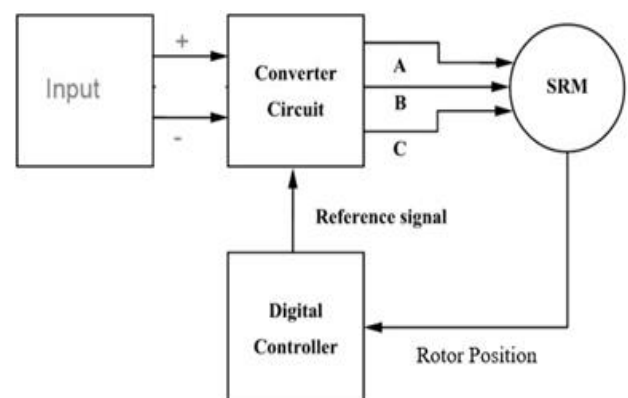 Input
+
-
Converter
Circuit
A
B
C
SRM
Reference signal
Digital
Controller
Rotor Position